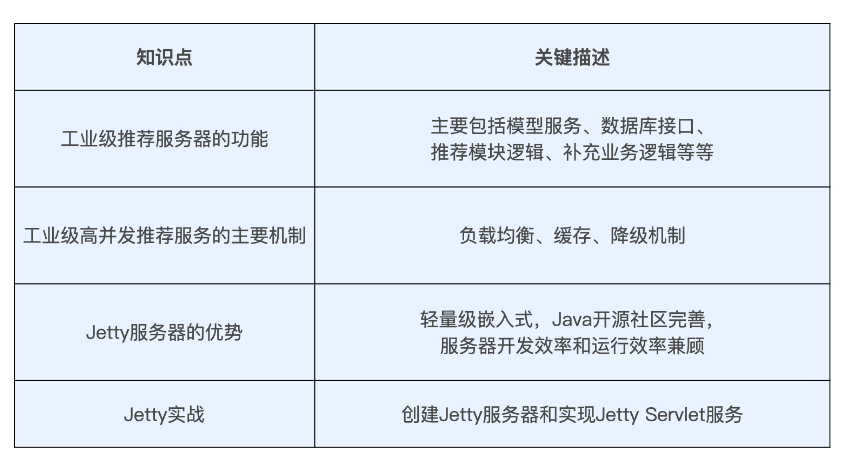 知识点
关键描述
工业级推荐服务器的功能
主要包括模型服务、数据库接口、
推荐模块逻辑、补充业务逻辑等等
工业级高并发推荐服务的主要机制
负载均衡、缓存、降级机制
Jetty服务器的优势
轻量级嵌入式，Java开源社区完善，
服务器开发效率和运行效率兼顾
Jetty实战
创建Jetty服务器和实现Jetty Servlet服务